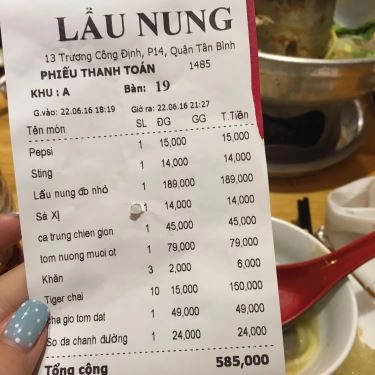 LẨU NUNG
13 Trương Công Định, P14, Quận Tân Bình
PHIẾU THANH TOÁN 1485
KHU : A Bàn: 19
G.vào: 22.06.16 18:19 Giờ ra: 22.06.16 21:27
Tên món SL ĐG GG T.Tiền
Pepsi 1 15,000 15,000
Sting 1 14,000 14,000
Lẩu nung đb nhỏ 1 189,000 189,000
Sá Xị 1 14,000 14,000
ca trung chien gion 1 45,000 45,000
tom nuong muoi ot 1 79,000 79,000
Khăn 3 2,000 6,000
Tiger chai 10 15,000 150,000
cha gio tom dat 1 49,000 49,000
So da chanh đường 1 24,000 24,000
Tổng cộng 585,000